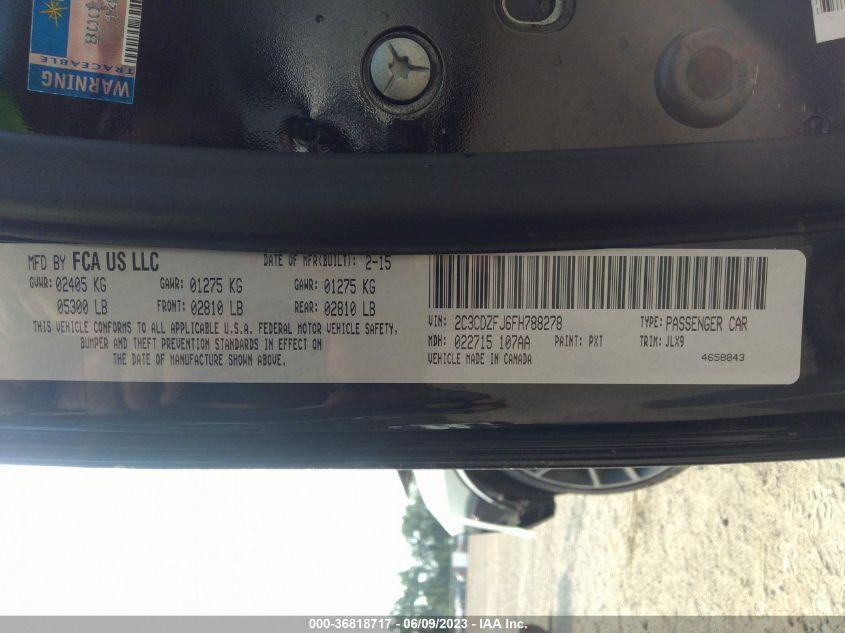 WARNING
TRACEABLE
MFD BY FCA US LLC
DATE OF MFR(BUILT): 2-15
GVWR: 02405 KG GAWR: 01275 KG GAWR: 01275 KG
05300 LB FRONT: 02810 LB REAR: 02810 LB
THIS VEHICLE CONFORMS TO ALL APPLICABLE U.S.A. FEDERAL MOTOR VEHICLE SAFETY,
BUMPER AND THEFT PREVENTION STANDARDS IN EFFECT ON
THE DATE OF MANUFACTURE SHOWN ABOVE.
VIN: 2C3CDZFJ6FH788278 TYPE: PASSENGER CAR
MDH: 022715 107AA PAINT: PXT TRIM: JLX9
VEHICLE MADE IN CANADA 4658843
000-36818717 - 06/09/2023 - IAA Inc.